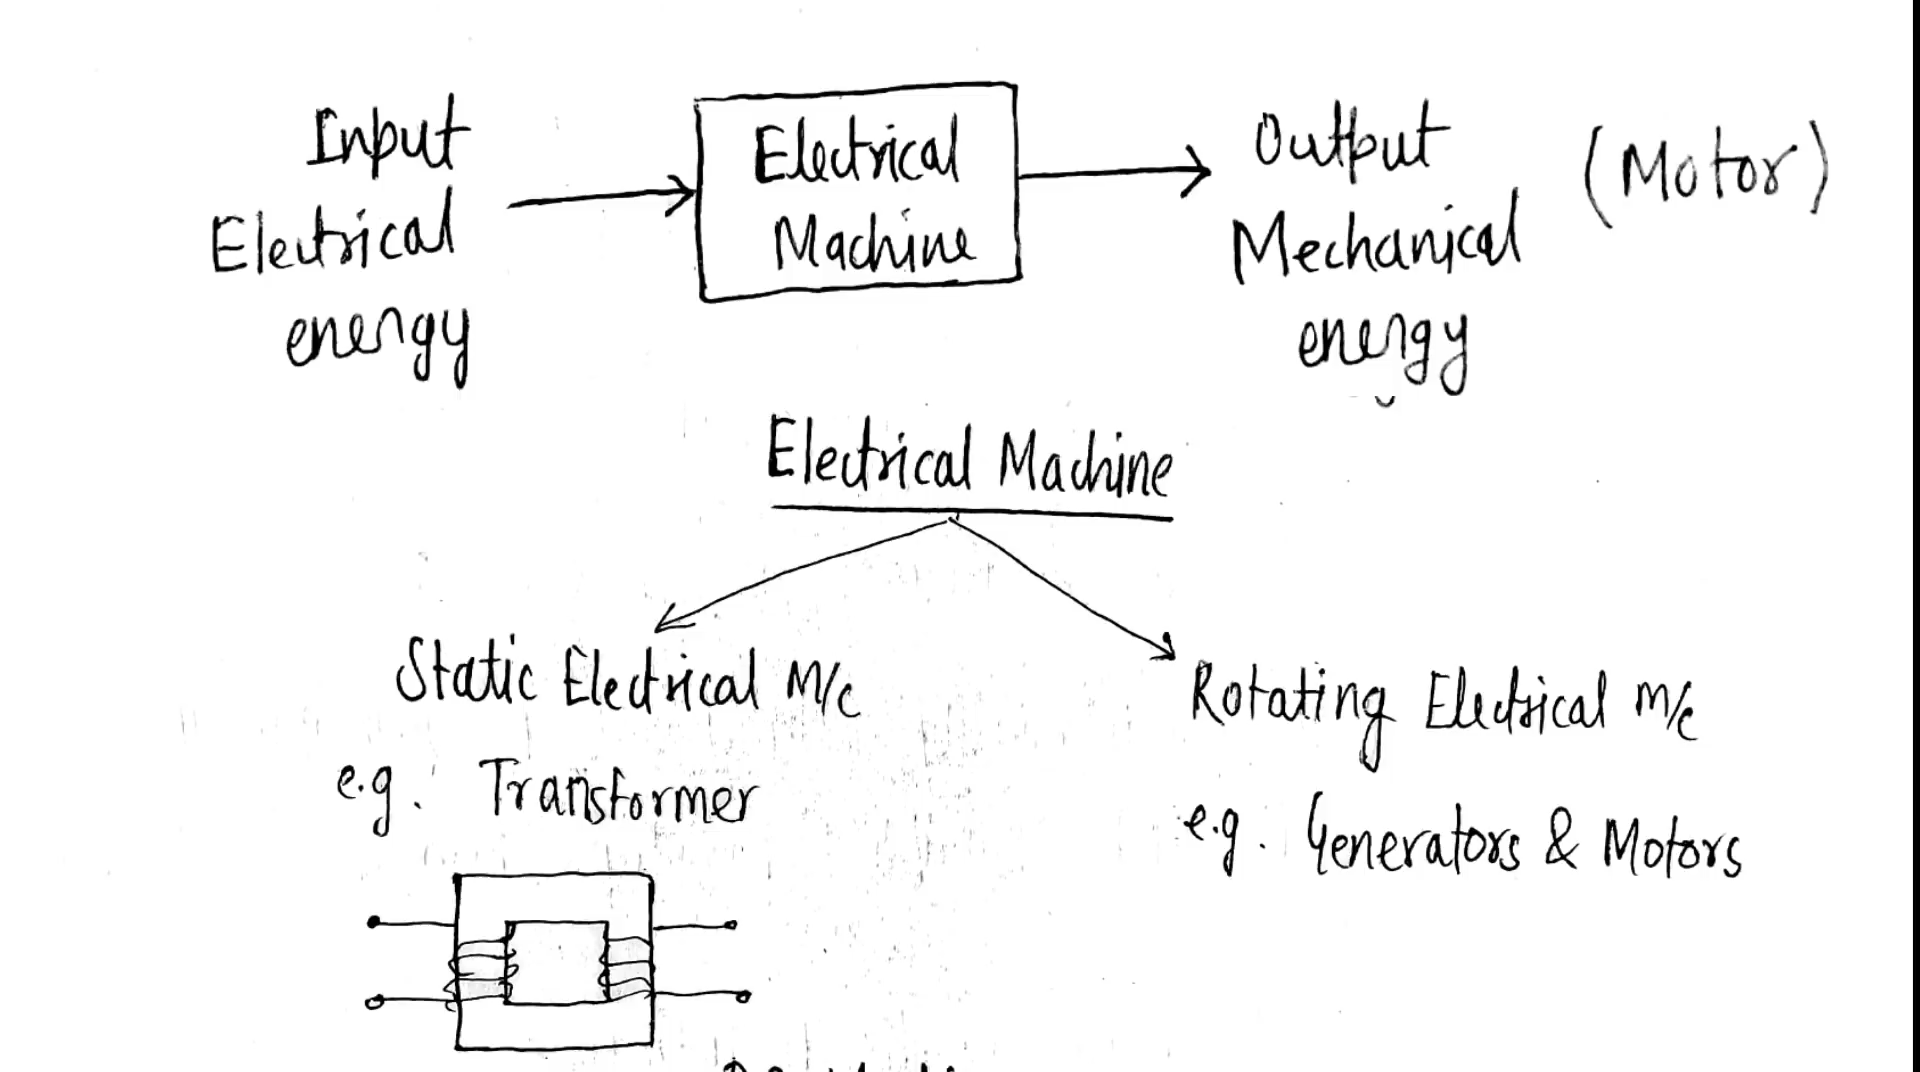 Input
Electrical
energy
Electrical
Machine
Output
Mechanical
energy
(Motor)
Electrical Machine
Static Electrical M/c
Rotating Electrical m/c
e.g. Transformer
e.g. Generators & Motors